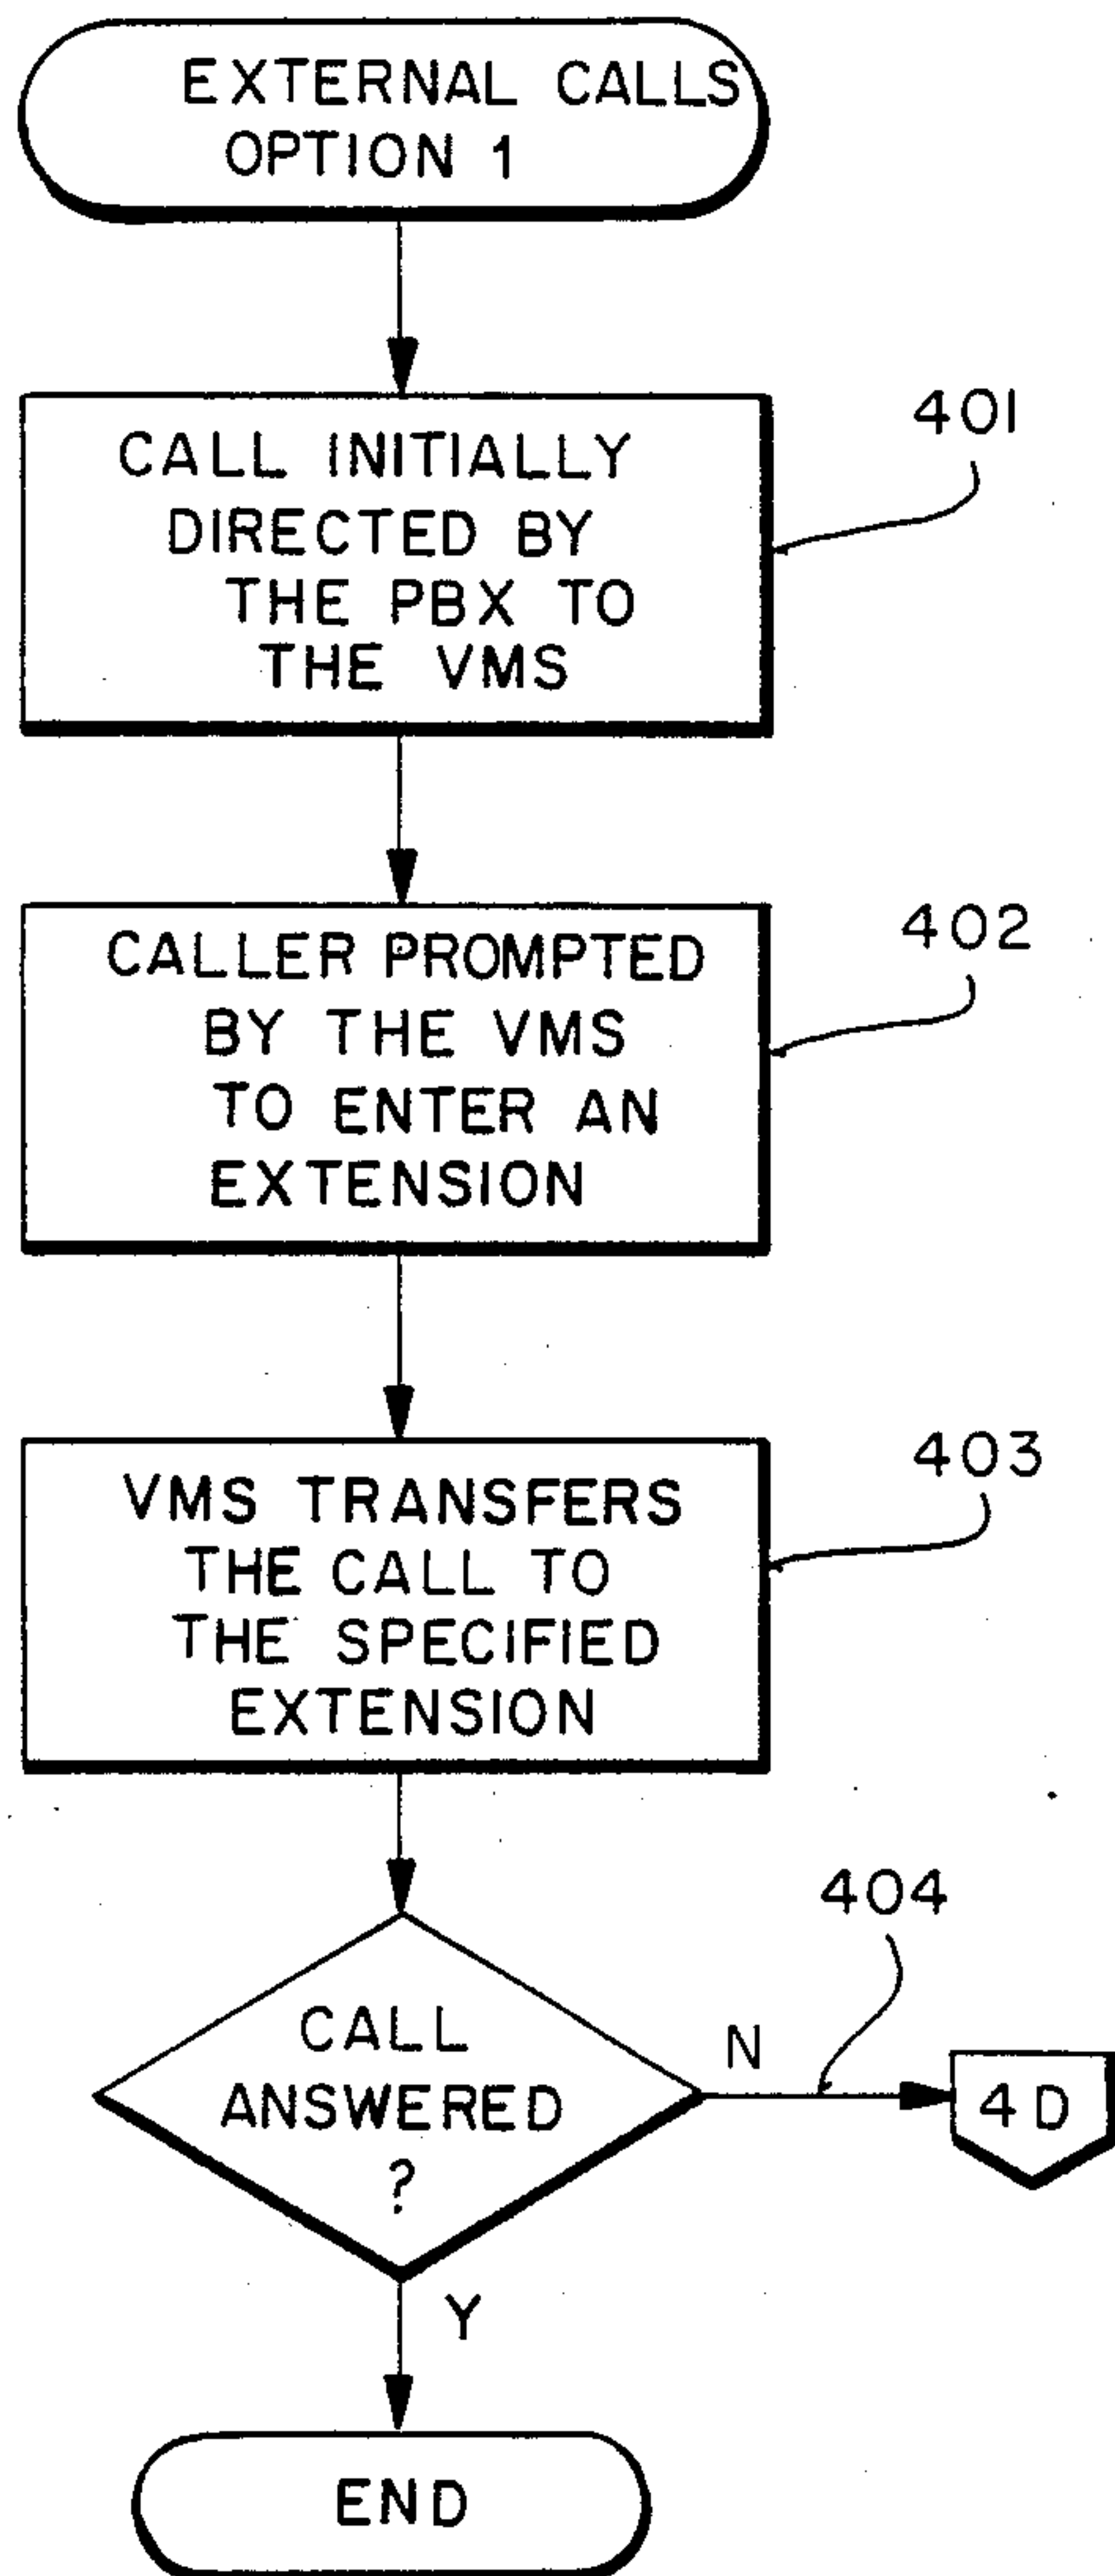 EXTERNAL CALLS
OPTION 1
CALL INITIALLY
DIRECTED BY
THE PBX TO
THE VMS
401
CALLER PROMPTED
BY THE VMS
TO ENTER AN
EXTENSION
402
VMS TRANSFERS
THE CALL TO
THE SPECIFIED
EXTENSION
403
CALL
ANSWERED
?
404
N
4D
Y
END